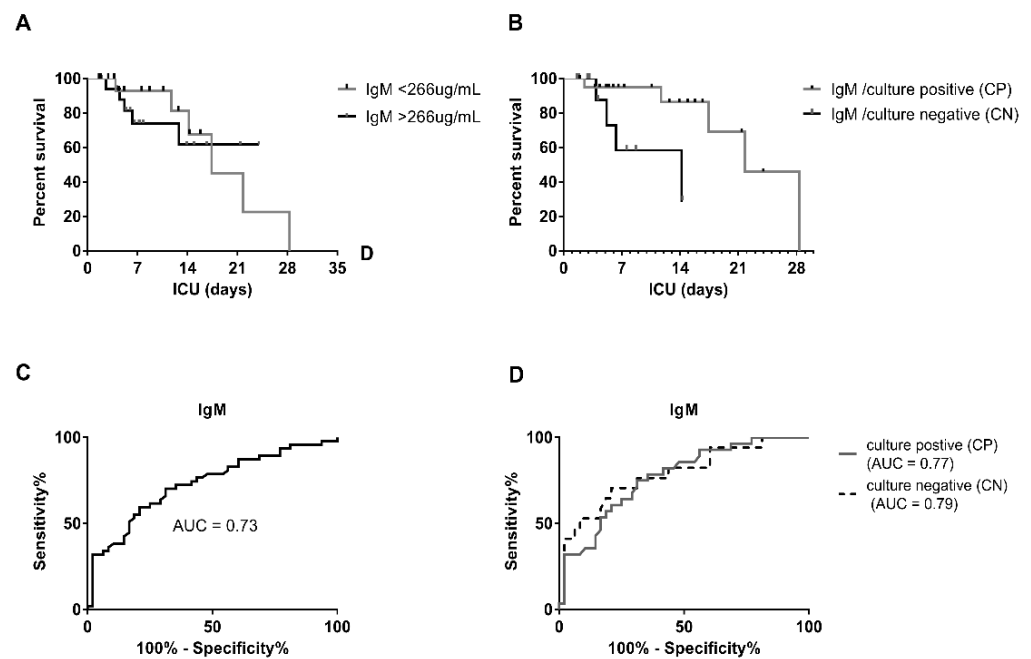 A
100
80
60
40
20
0
Percent survival
0 7 14 21 28 35
ICU (days)
IgM <266ug/mL
IgM >266ug/mL
D
B
100
80
60
40
20
0
Percent survival
0 7 14 21 28
ICU (days)
IgM /culture positive (CP)
IgM /culture negative (CN)
C
IgM
100
50
0
Sensitivity%
AUC = 0.73
0 50 100
100% - Specificity%
D
IgM
100
50
0
Sensitivity%
0 50 100
100% - Specificity%
culture postive (CP)
(AUC = 0.77)
culture negative (CN)
(AUC = 0.79)